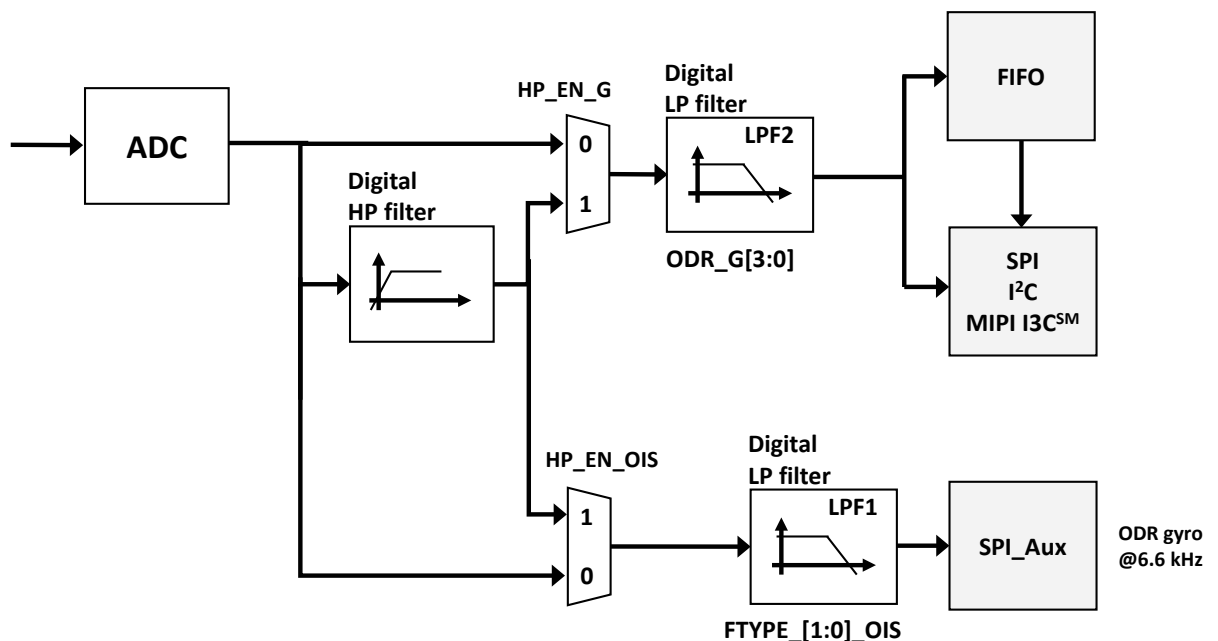 ADC
HP_EN_G
0
1
Digital
HP filter
Digital
LP filter
LPF2
ODR_G[3:0]
FIFO
SPI
I²C
MIPI I3Cˢᴹ
HP_EN_OIS
1
0
Digital
LP filter
LPF1
FTYPE_[1:0]_OIS
SPI_Aux
ODR gyro
@6.6 kHz